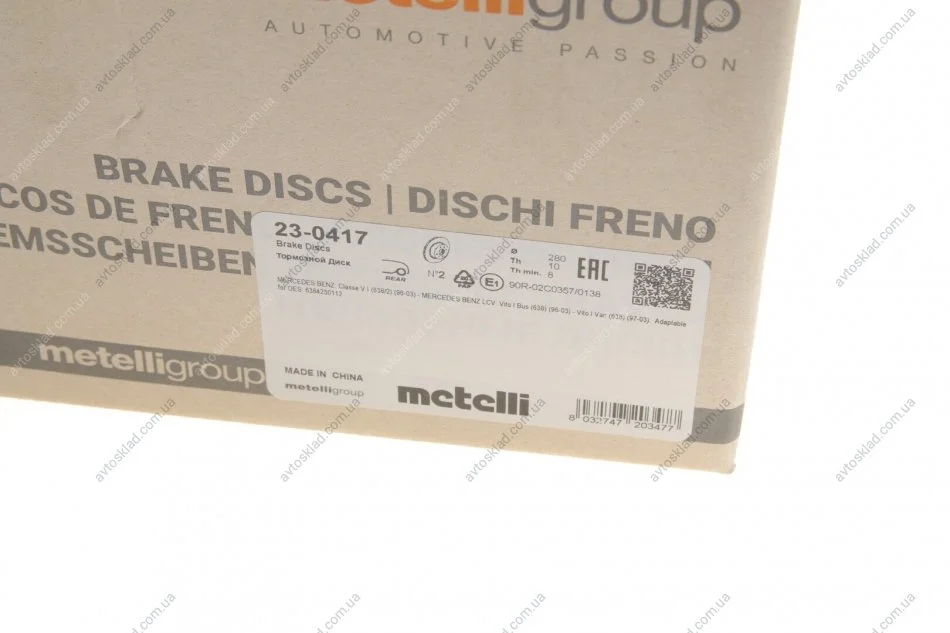 metelligroup
AUTOMOTIVE PASSION
BRAKE DISCS | DISCHI FRENO
COS DE FREN
EMSSCHEIBEN
23-0417
Brake Discs
Тормозной Диск
REAR
N°2
PAP
E1
Ø 280
Th 10
Th min. 8
EAC
90R-02C0357/0138
MERCEDES BENZ: Classe V I (638/2) (96-03) - MERCEDES BENZ LCV: Vito I Bus (638) (96-03) - Vito I Van (638) (97-03). Adaptable
for OES: 6384230112
MADE IN CHINA
metelligroup
metelli
8 032747 203477
metelligroup
avtosklad.com.ua